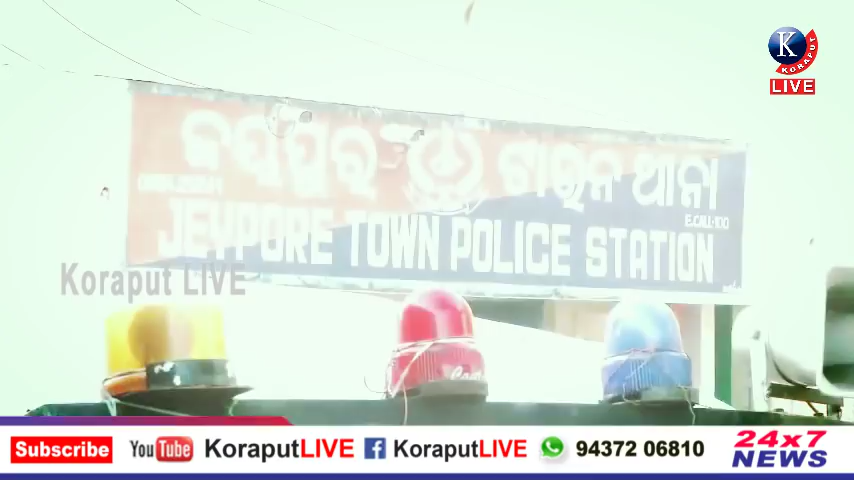 K
KORAPUT
LIVE
ଜୟପୁର ଟାଉନ ଥାନା
E.CALL-100
JEYPORE TOWN POLICE STATION
Koraput LIVE
Subscribe YouTube KoraputLIVE KoraputLIVE 94372 06810 24x7 NEWS